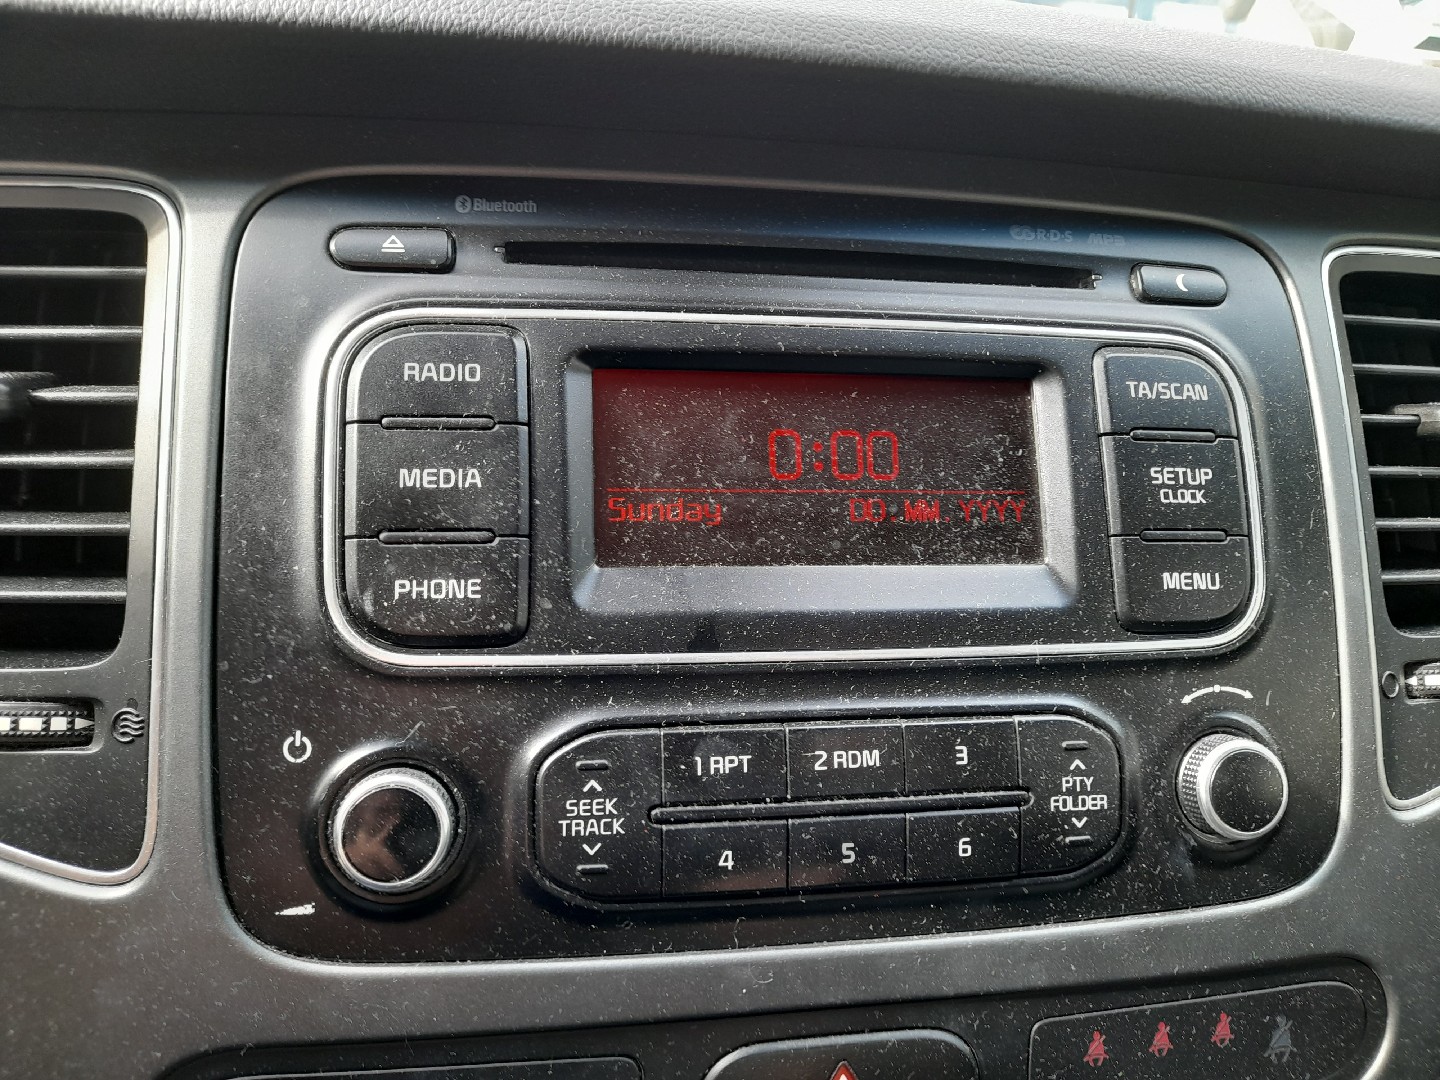 Bluetooth
R·D·S MP3
RADIO
MEDIA
PHONE
0:00
Sunday DD.MM.YYYY
TA/SCAN
SETUP
CLOCK
MENU
SEEK
TRACK
1 RPT
2 RDM
3
4
5
6
PTY
FOLDER